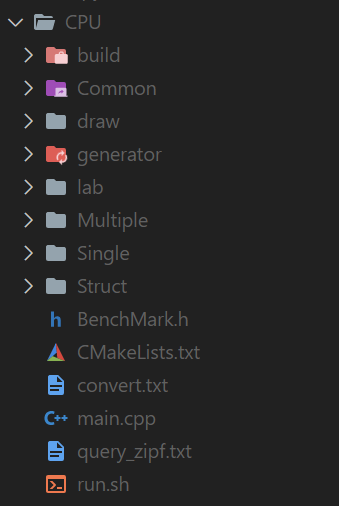 CPU
build
Common
draw
generator
lab
Multiple
Single
Struct
h BenchMark.h
CMakeLists.txt
convert.txt
C++ main.cpp
query_zipf.txt
run.sh